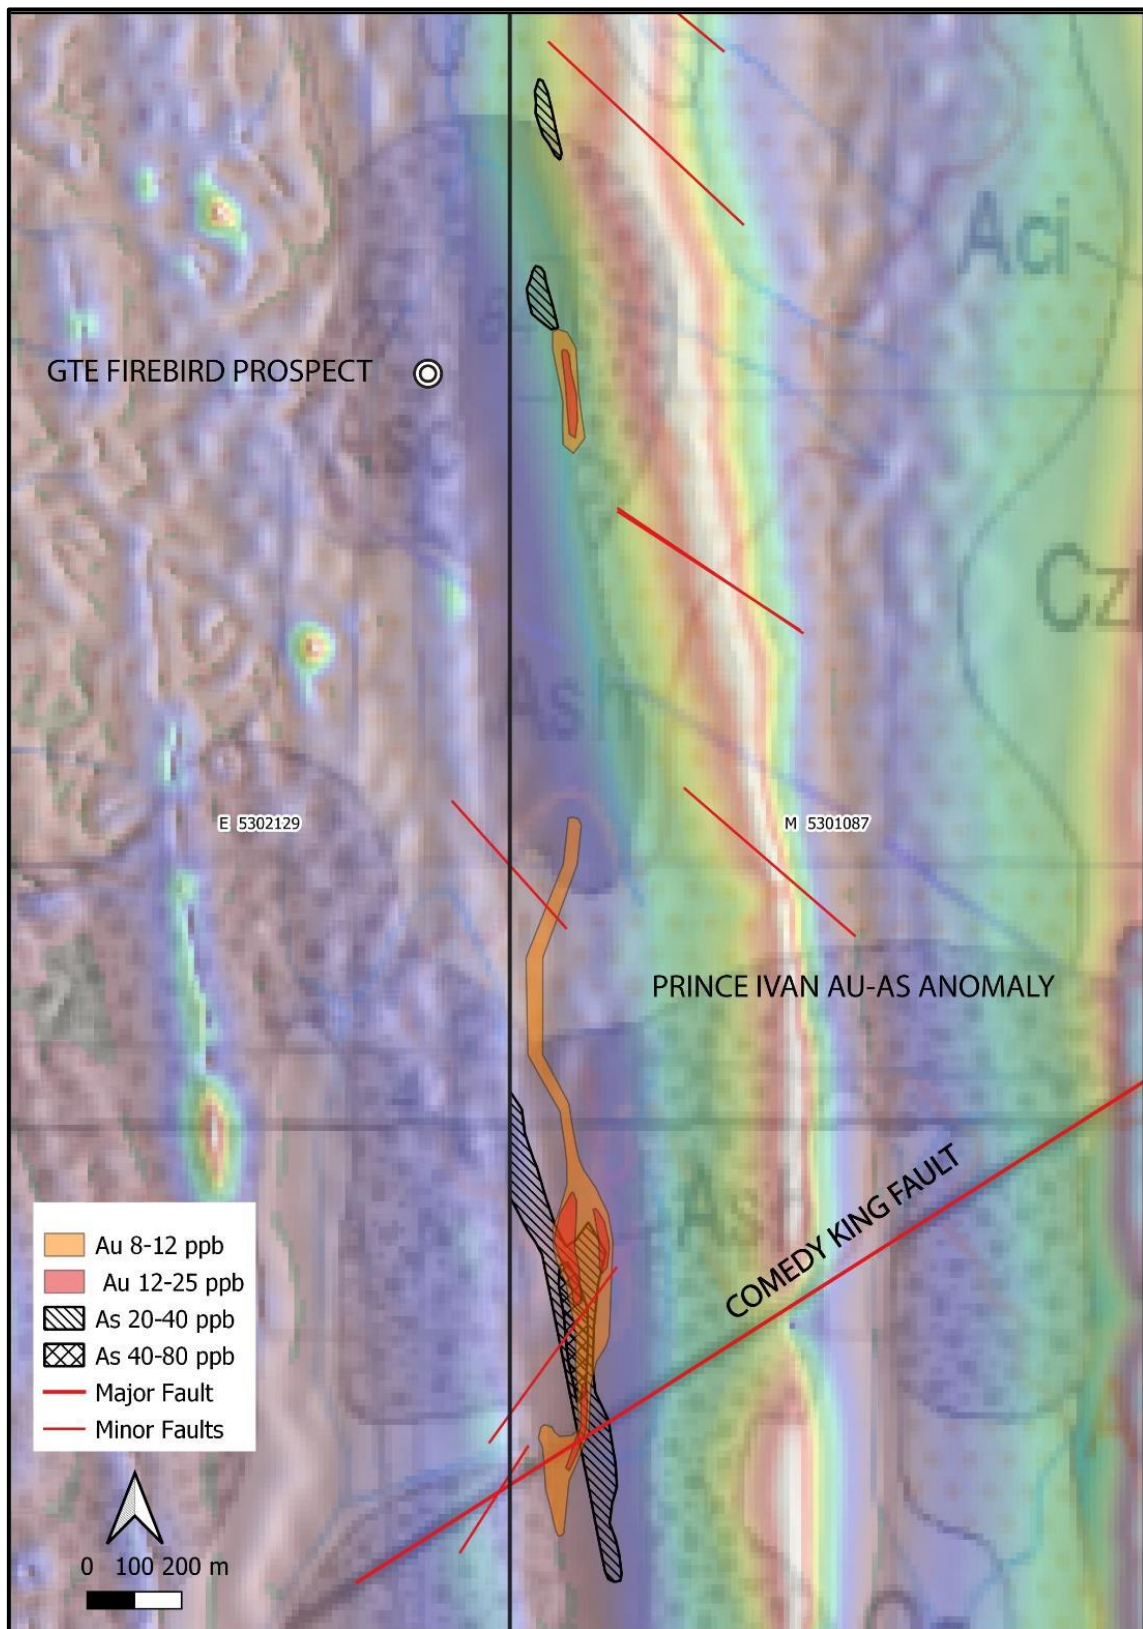 Aci
GTE FIREBIRD PROSPECT
Cz
As
E 5302129
M 5301087
PRINCE IVAN AU-AS ANOMALY
As
COMEDY KING FAULT
Au 8-12 ppb
Au 12-25 ppb
As 20-40 ppb
As 40-80 ppb
Major Fault
Minor Faults
0 100 200 m